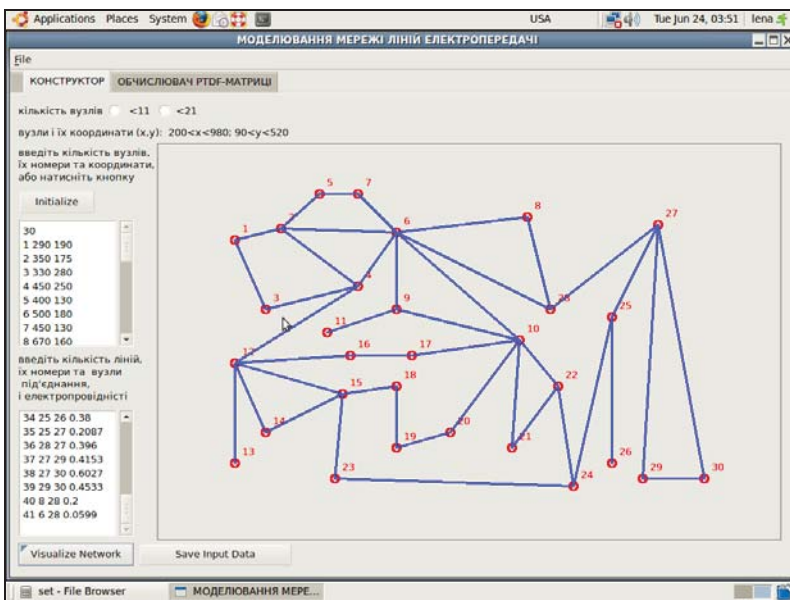 Applications Places System USA Tue Jun 24, 03:51 lena
МОДЕЛЮВАННЯ МЕРЕЖІ ЛІНІЙ ЕЛЕКТРОПЕРЕДАЧІ
File
КОНСТРУКТОР ОБЧИСЛЮВАЧ PTDF-МАТРИЦІ
кількість вузлів <11 <21
вузли і їх координати (x,y): 200<x<980; 90<y<520
введіть кількість вузлів,
їх номери та координати,
або натисніть кнопку
Initialize
30
1 290 190
2 350 175
3 330 280
4 450 250
5 400 130
6 500 180
7 450 130
8 670 160
введіть кількість ліній,
їх номери та вузли
під'єднання,
і електропровідності
34 25 26 0.38
35 25 27 0.2087
36 28 27 0.396
37 27 29 0.4153
38 27 30 0.6027
39 29 30 0.4533
40 8 28 0.2
41 6 28 0.0599
5 7
8
1 2 6 27
4
3 9 28 25
11 10
12 16 17
15 18 22
14 20
19 21
13 23 24 26 29 30
Visualize Network Save Input Data
set - File Browser МОДЕЛЮВАННЯ МЕРЕ...